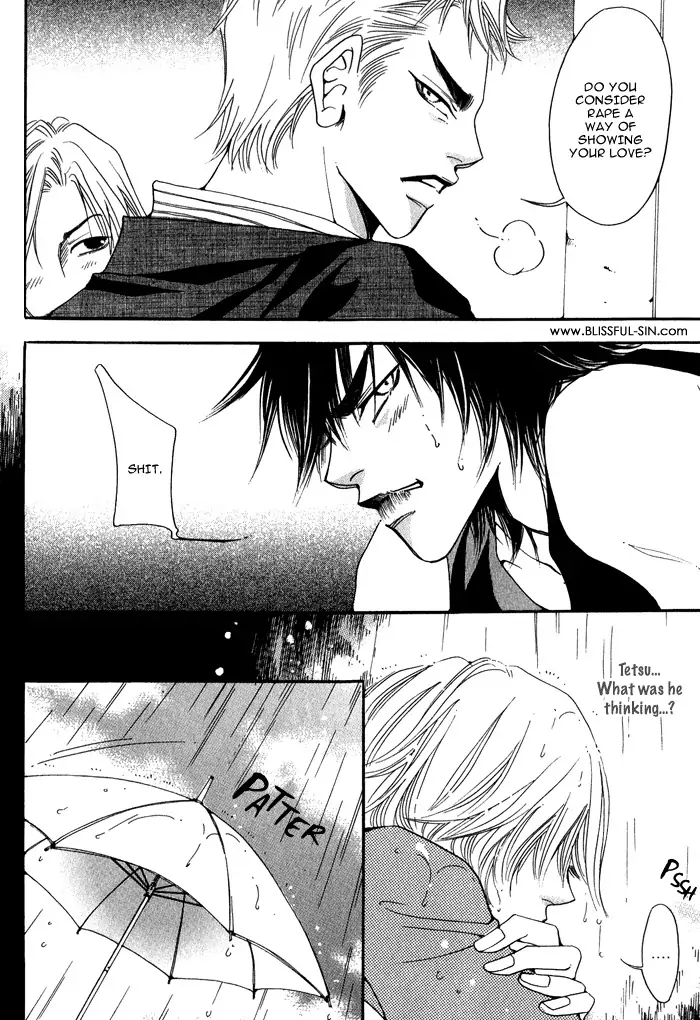 DO YOU
CONSIDER
RAPE A
WAY OF
SHOWING
YOUR LOVE?
WWW.BLISSFUL-SIN.COM
SHIT.
Tetsu...
What was he
thinking...?
PATTER
PSSH
....